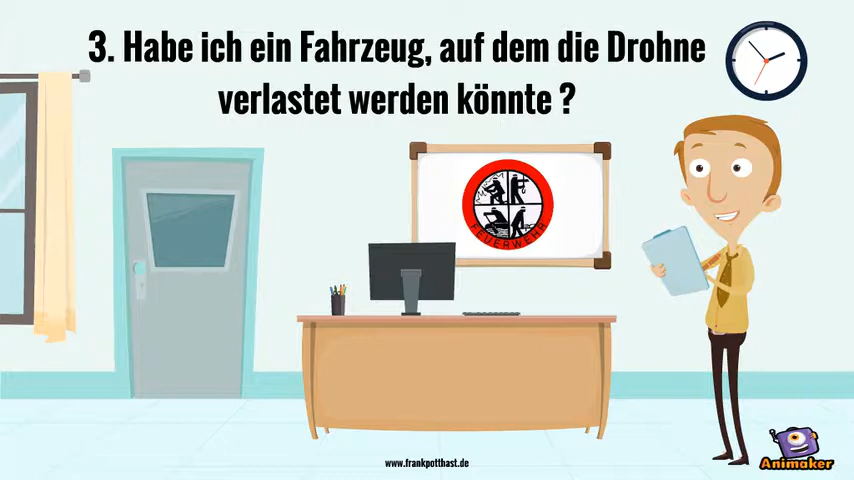 3. Habe ich ein Fahrzeug, auf dem die Drohne
verlastet werden könnte ?
FEUERWEHR
www.frankpotthast.de
Animaker